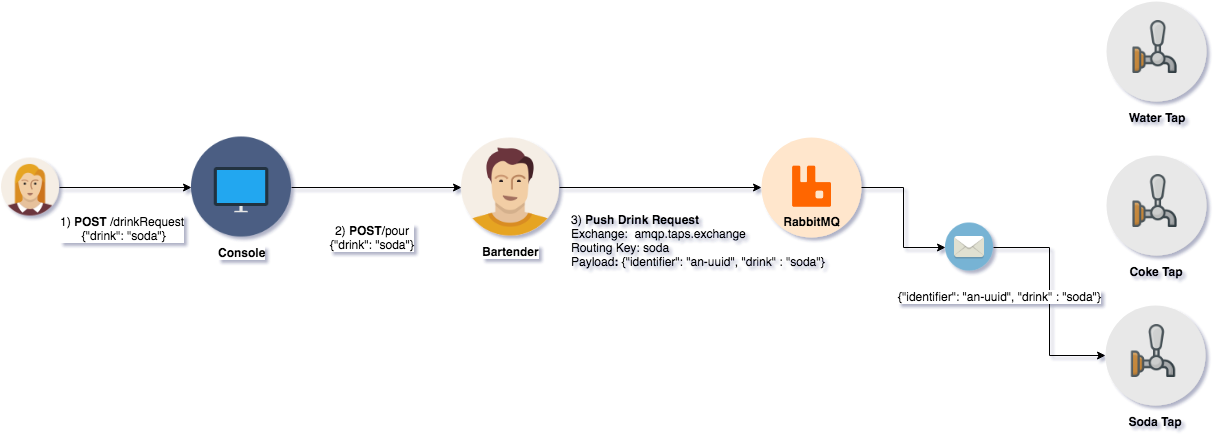 Water Tap
1) POST /drinkRequest
{"drink": "soda"}
Console
2) POST/pour
{"drink": "soda"}
Bartender
3) Push Drink Request
Exchange:  amqp.taps.exchange
Routing Key: soda
Payload: {"identifier": "an-uuid", "drink" : "soda"}
RabbitMQ
{"identifier": "an-uuid", "drink" : "soda"}
Coke Tap
Soda Tap